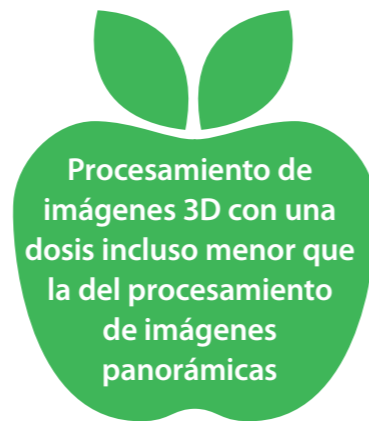 Procesamiento de
imágenes 3D con una
dosis incluso menor que
la del procesamiento
de imágenes
panorámicas